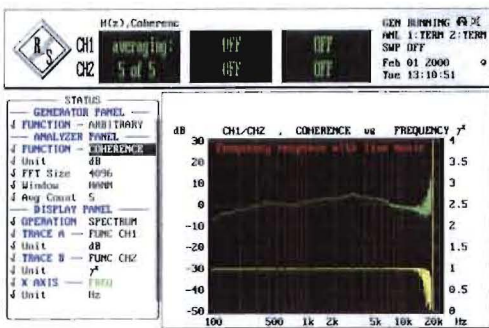 H(z),Coherenc
GEN RUNNING
ANL 1:TERM 2:TERM
SWP OFF
Feb 01 2000
Tue 13:10:51
R S
CH1 averaging: OFF OFF
CH2 5 of 5 OFF OFF
STATUS
GENERATOR PANEL
FUNCTION - ARBITRARY
ANALYZER PANEL
FUNCTION - COHERENCE
Unit dB
FFT Size 4096
Window HANN
Avg Count 5
DISPLAY PANEL
OPERATION SPECTRUM
TRACE A - FUNC CH1
Unit dB
TRACE B - FUNC CH2
Unit γ²
X AXIS - FREQ
Unit Hz
dB CH1/CH2 , COHERENCE vs FREQUENCY γ²
Frequency response with live music
30 4
20 3.5
10 3
0 2.5
-10 2
-20 1.5
-30 1
-40 0.5
-50 0
100 500 1k 2k 5k 10k 20k